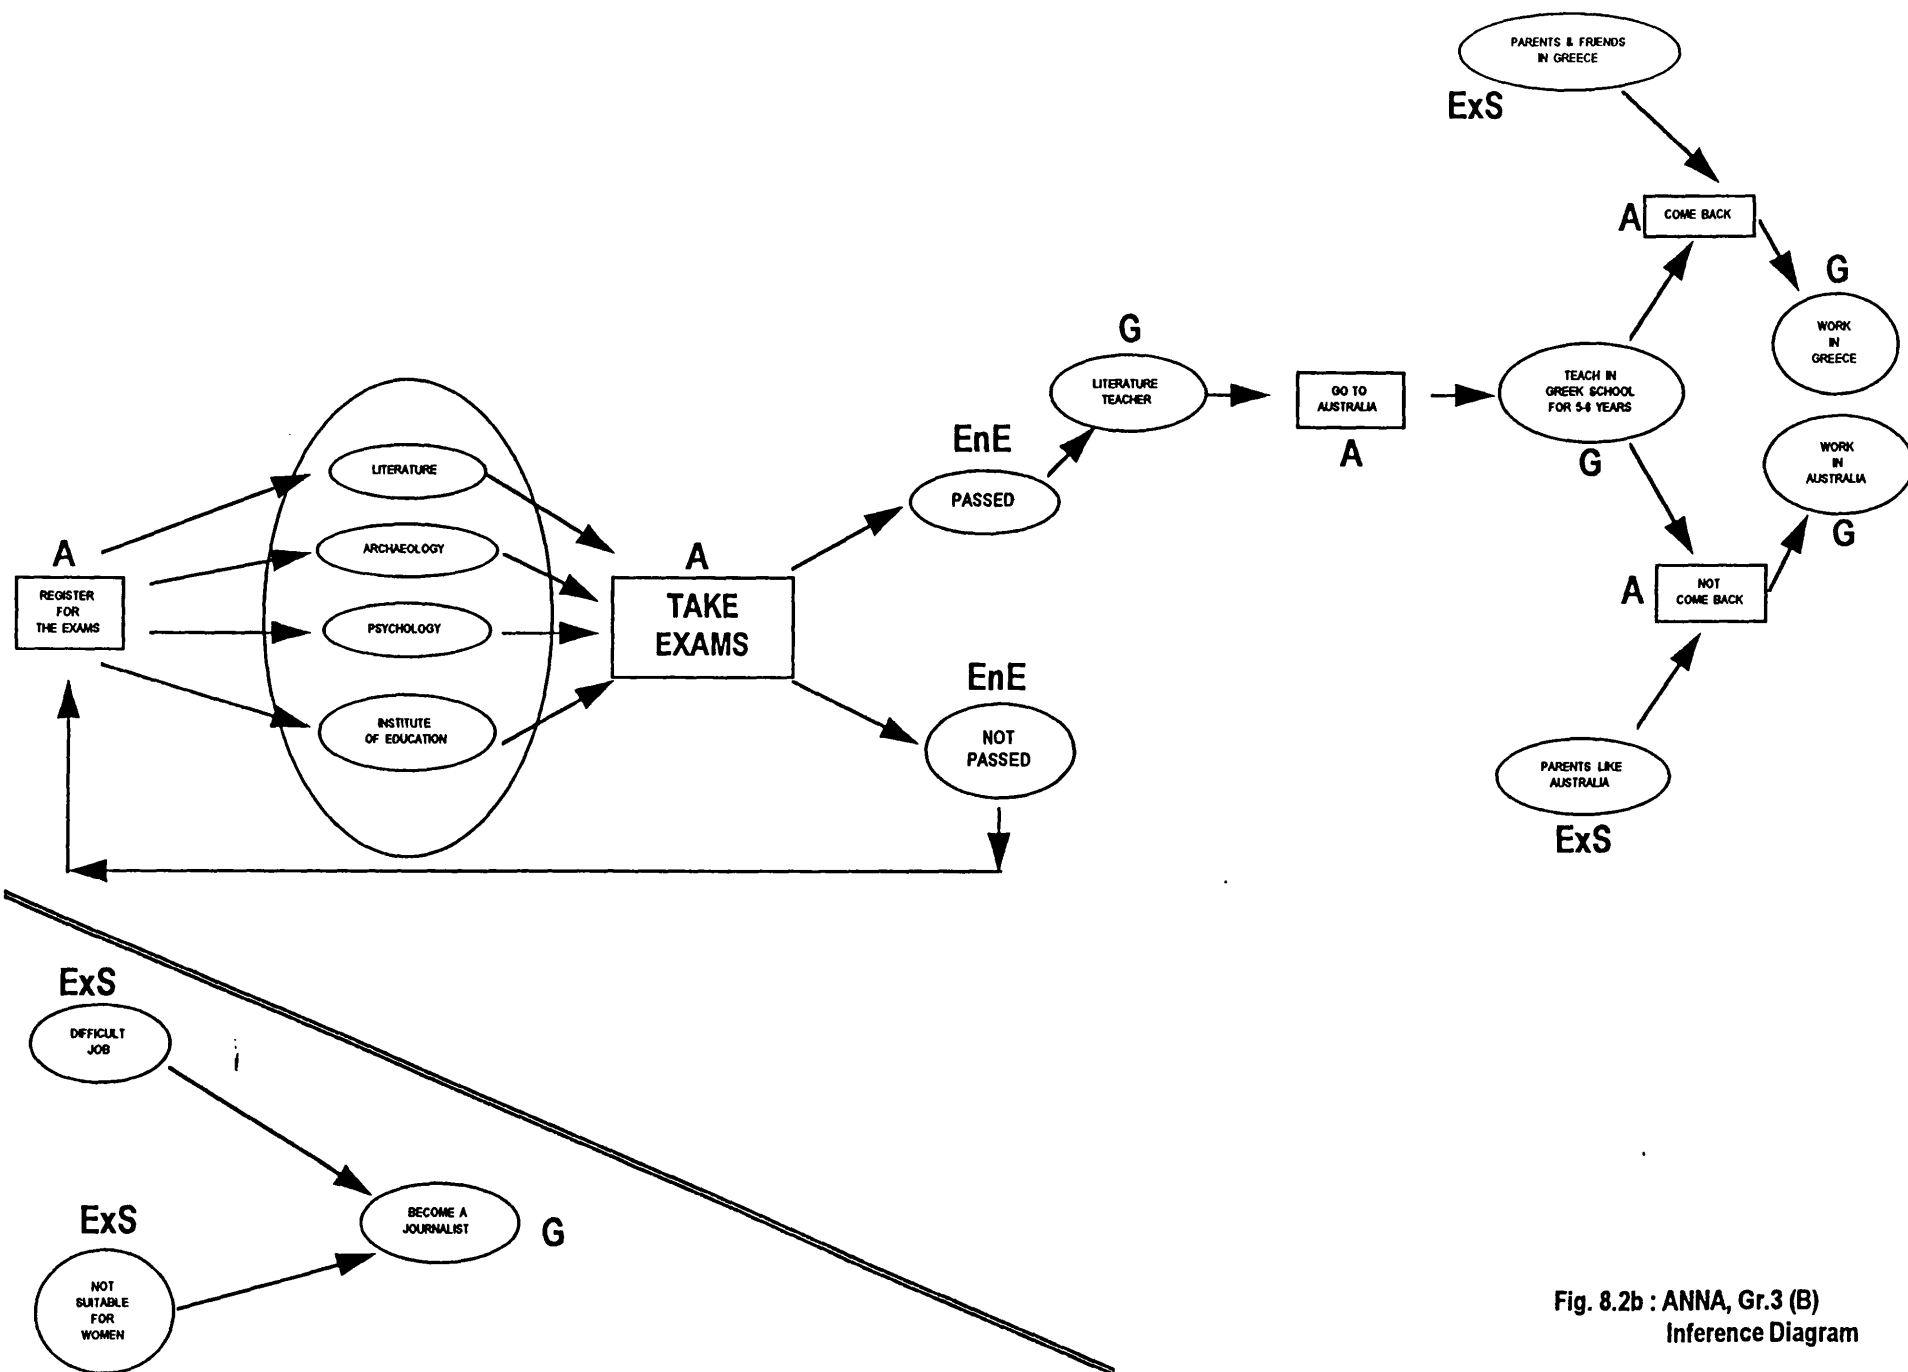 PARENTS & FRIENDS
IN GREECE
ExS
A
COME BACK
G
WORK
IN
GREECE
G
LITERATURE
TEACHER
GO TO
AUSTRALIA
A
TEACH IN
GREEK SCHOOL
FOR 5-6 YEARS
G
WORK
IN
AUSTRALIA
G
EnE
PASSED
LITERATURE
ARCHAEOLOGY
PSYCHOLOGY
INSTITUTE
OF EDUCATION
A
REGISTER
FOR
THE EXAMS
A
TAKE
EXAMS
EnE
NOT
PASSED
A
NOT
COME BACK
PARENTS LIKE
AUSTRALIA
ExS
ExS
DIFFICULT
JOB
ExS
NOT
SUITABLE
FOR
WOMEN
BECOME A
JOURNALIST
G
Fig. 8.2b : ANNA, Gr.3 (B)
Inference Diagram